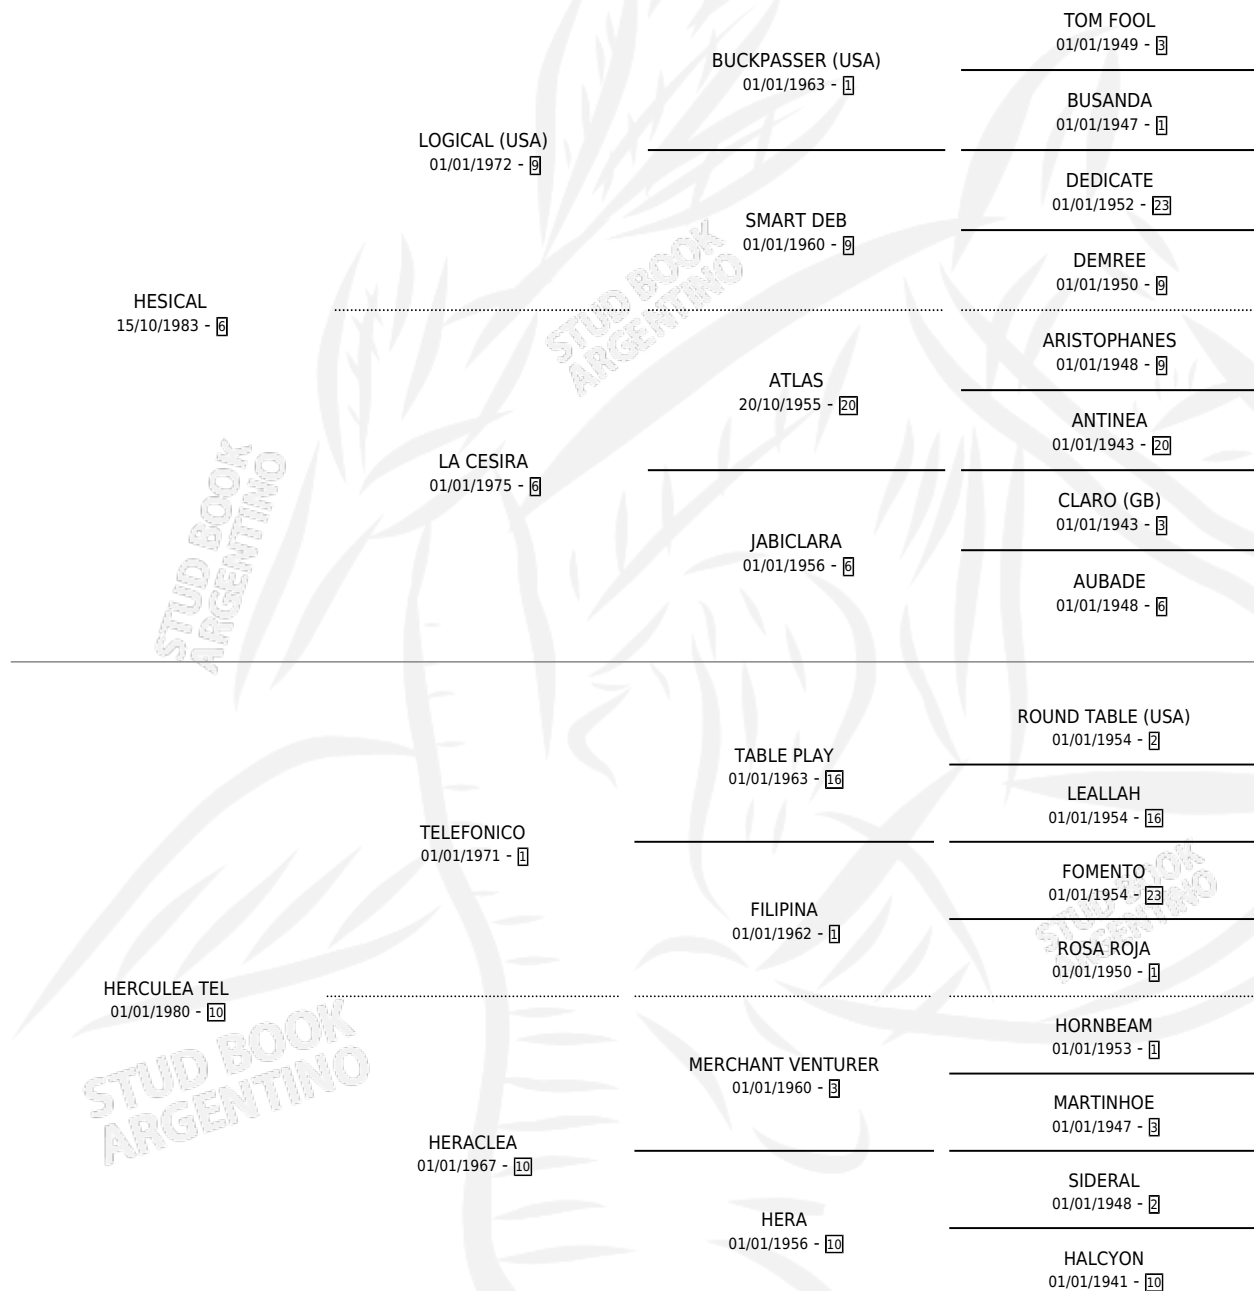 TOM FOOL
01/01/1949 - 3
BUCKPASSER (USA)
01/01/1963 - 1
BUSANDA
01/01/1947 - 1
LOGICAL (USA)
01/01/1972 - 9
DEDICATE
01/01/1952 - 23
SMART DEB
01/01/1960 - 9
DEMREE
01/01/1950 - 9
HESICAL
15/10/1983 - 6
ARISTOPHANES
01/01/1948 - 9
ATLAS
20/10/1955 - 20
ANTINEA
01/01/1943 - 20
LA CESIRA
01/01/1975 - 6
CLARO (GB)
01/01/1943 - 3
JABICLARA
01/01/1956 - 6
AUBADE
01/01/1948 - 6
ROUND TABLE (USA)
01/01/1954 - 2
TABLE PLAY
01/01/1963 - 16
LEALLAH
01/01/1954 - 16
TELEFONICO
01/01/1971 - 1
FOMENTO
01/01/1954 - 23
FILIPINA
01/01/1962 - 1
ROSA ROJA
01/01/1950 - 1
HERCULEA TEL
01/01/1980 - 10
HORNBEAM
01/01/1953 - 1
MERCHANT VENTURER
01/01/1960 - 3
MARTINHOE
01/01/1947 - 3
HERACLEA
01/01/1967 - 10
SIDERAL
01/01/1948 - 2
HERA
01/01/1956 - 10
HALCYON
01/01/1941 - 10
STUD BOOK
ARGENTINO
STUD BOOK
ARGENTINO
STUD BOOK
ARGENTINO
STUD BOOK
ARGENTINO